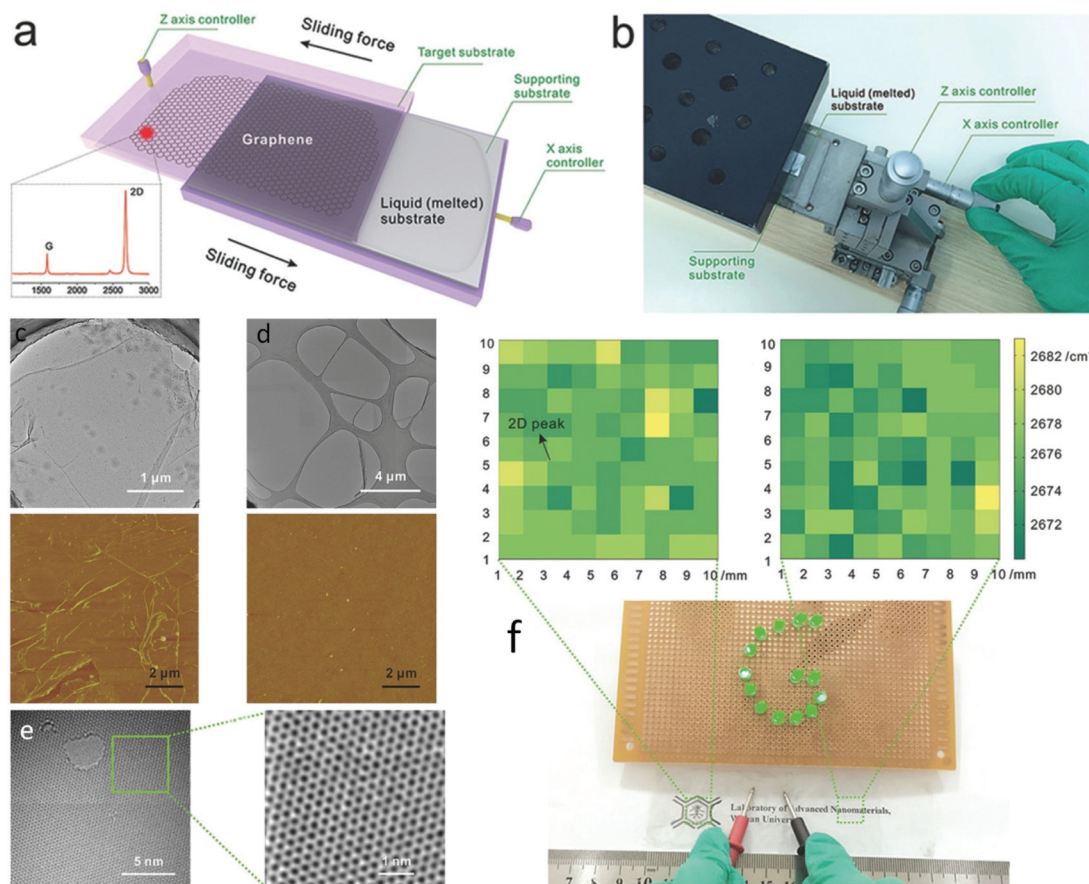 a
Z axis controller
Sliding force
Target substrate
Supporting
substrate
Graphene
X axis
controller
Liquid (melted)
substrate
Sliding force
2D
G
1500 2000 2500 3000
b
Liquid (melted)
substrate
Z axis controller
X axis controller
Supporting
substrate
c
1 μm
d
4 μm
2 μm
2 μm
e
5 nm
1 nm
10
9
8
7
6
5
4
3
2
1
2D peak
1 2 3 4 5 6 7 8 9 10 /mm
10
9
8
7
6
5
4
3
2
1
1 2 3 4 5 6 7 8 9 10 /mm
2682 /cm
2680
2678
2676
2674
2672
f
Laboratory of Advanced Nanomaterials,
7 8 9 10